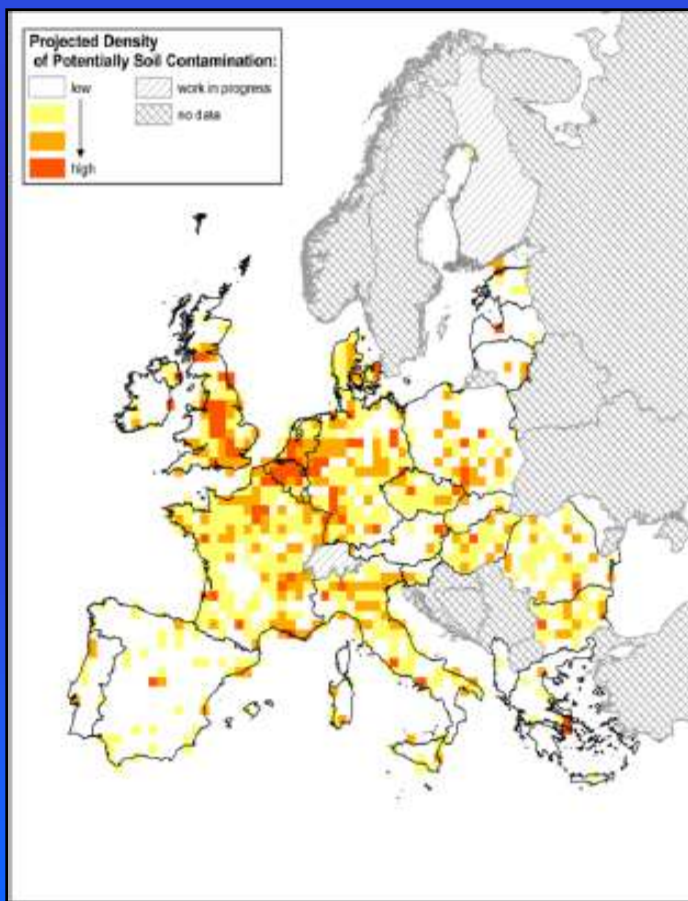 Projected Density
of Potentially Soil Contamination:
low
work in progress
no data
high